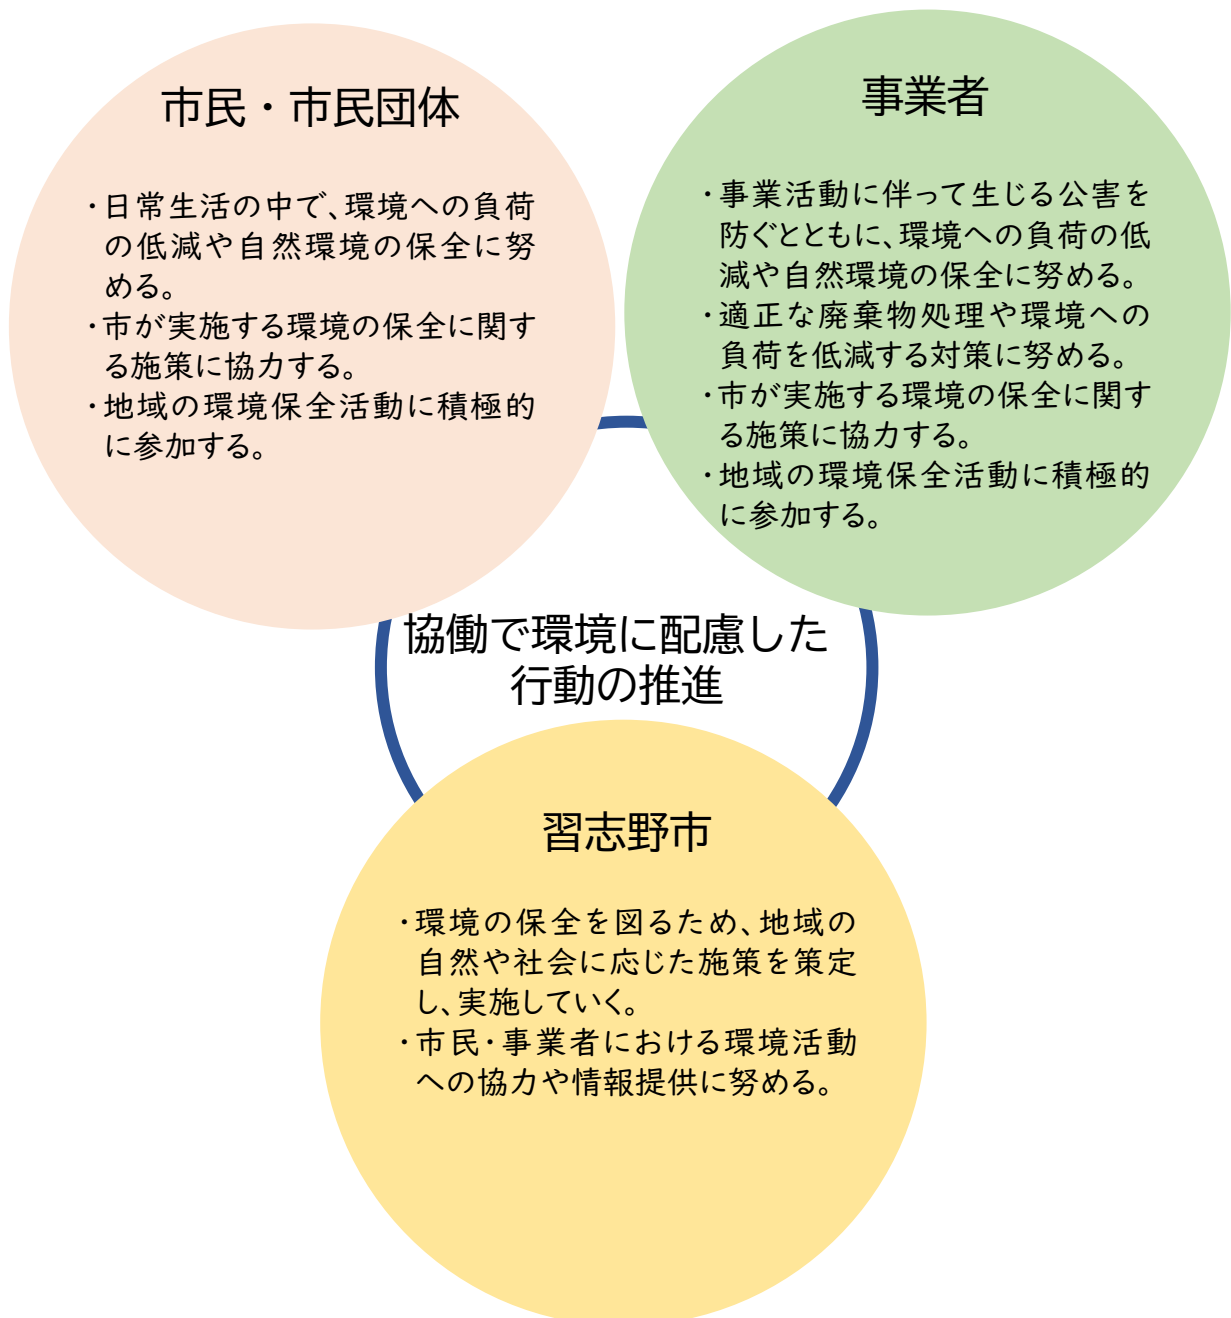 市民・市民団体
・日常生活の中で、環境への負荷
の低減や自然環境の保全に努
める。
・市が実施する環境の保全に関す
る施策に協力する。
・地域の環境保全活動に積極的
に参加する。
事業者
・事業活動に伴って生じる公害を
防ぐとともに、環境への負荷の低
減や自然環境の保全に努める。
・適正な廃棄物処理や環境への
負荷を低減する対策に努める。
・市が実施する環境の保全に関す
る施策に協力する。
・地域の環境保全活動に積極的
に参加する。
協働で環境に配慮した
行動の推進
習志野市
・環境の保全を図るため、地域の
自然や社会に応じた施策を策定
し、実施していく。
・市民・事業者における環境活動
への協力や情報提供に努める。